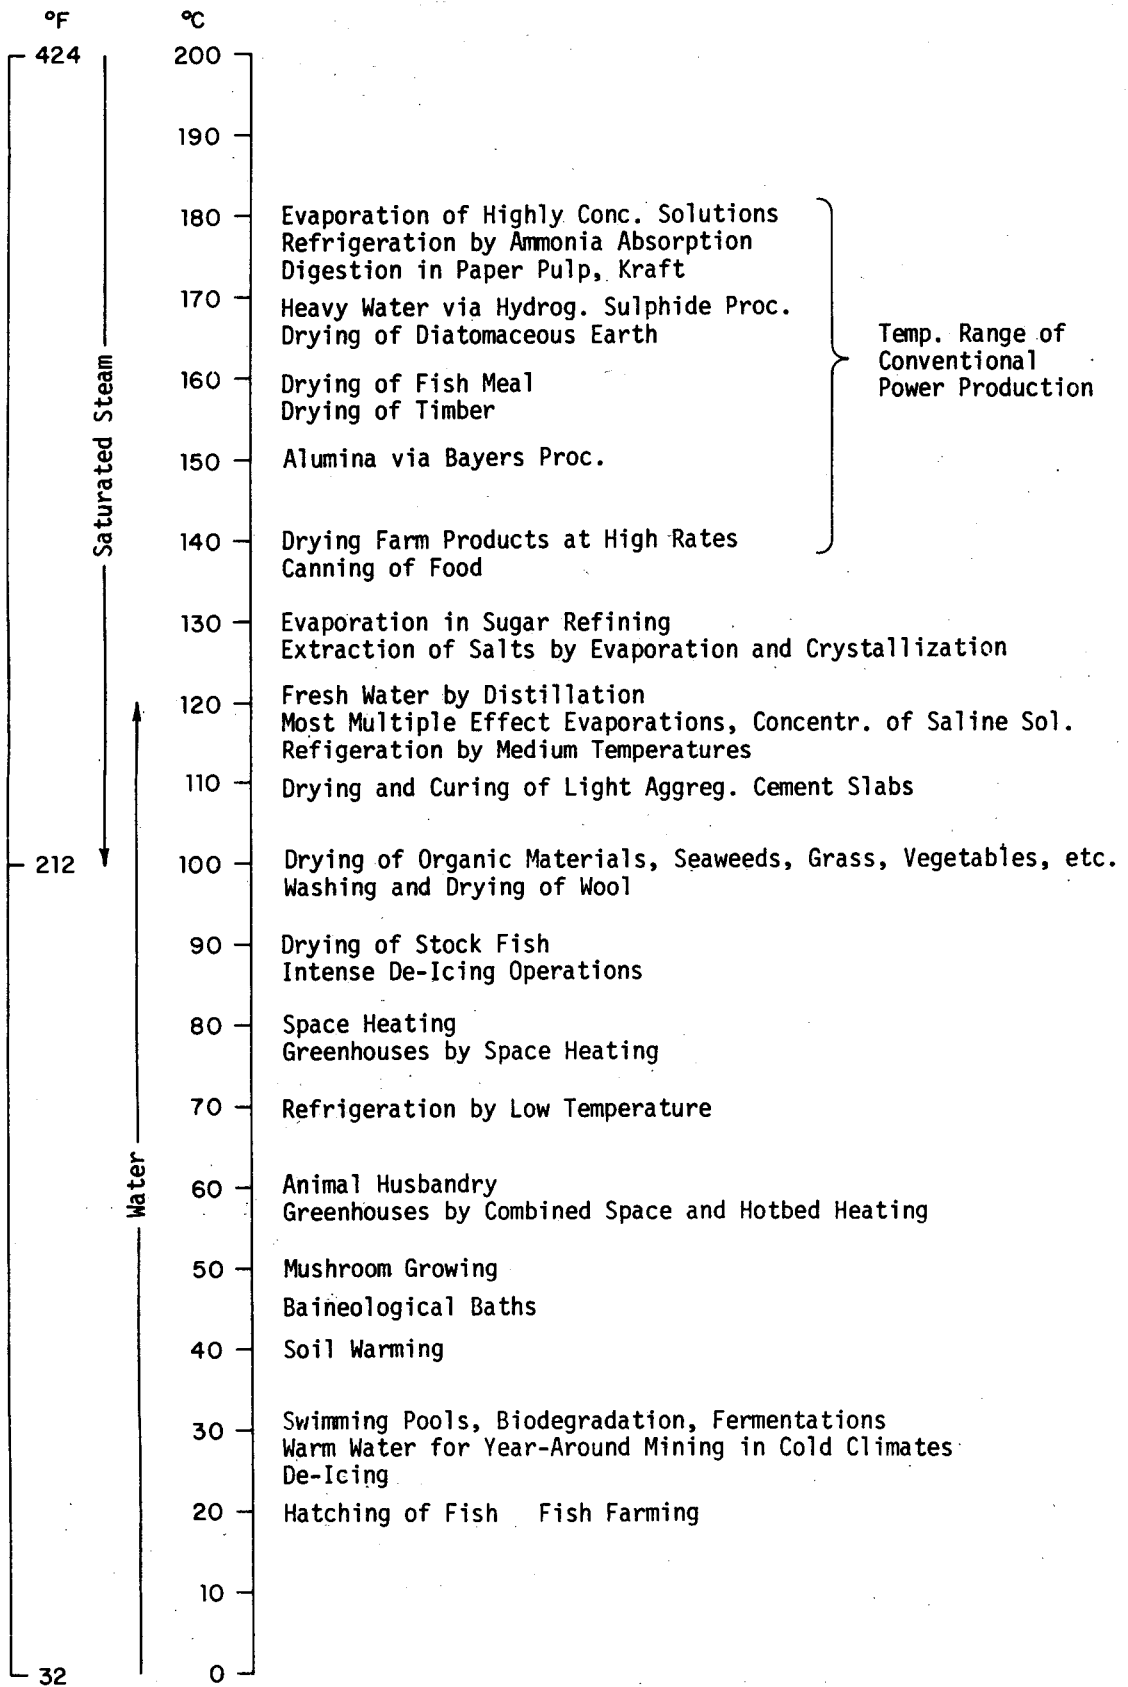 °F °C
424 200
190
180 Evaporation of Highly Conc. Solutions
Refrigeration by Ammonia Absorption
Digestion in Paper Pulp, Kraft
170 Heavy Water via Hydrog. Sulphide Proc.
Drying of Diatomaceous Earth
Temp. Range of
Conventional
Power Production
160 Drying of Fish Meal
Drying of Timber
Saturated Steam
150 Alumina via Bayers Proc.
140 Drying Farm Products at High Rates
Canning of Food
130 Evaporation in Sugar Refining
Extraction of Salts by Evaporation and Crystallization
120 Fresh Water by Distillation
Most Multiple Effect Evaporations, Concentr. of Saline Sol.
Refigeration by Medium Temperatures
110 Drying and Curing of Light Aggreg. Cement Slabs
212 100 Drying of Organic Materials, Seaweeds, Grass, Vegetables, etc.
Washing and Drying of Wool
90 Drying of Stock Fish
Intense De-Icing Operations
80 Space Heating
Greenhouses by Space Heating
70 Refrigeration by Low Temperature
Water
60 Animal Husbandry
Greenhouses by Combined Space and Hotbed Heating
50 Mushroom Growing
Baineological Baths
40 Soil Warming
30 Swimming Pools, Biodegradation, Fermentations
Warm Water for Year-Around Mining in Cold Climates
De-Icing
20 Hatching of Fish Fish Farming
10
32 0